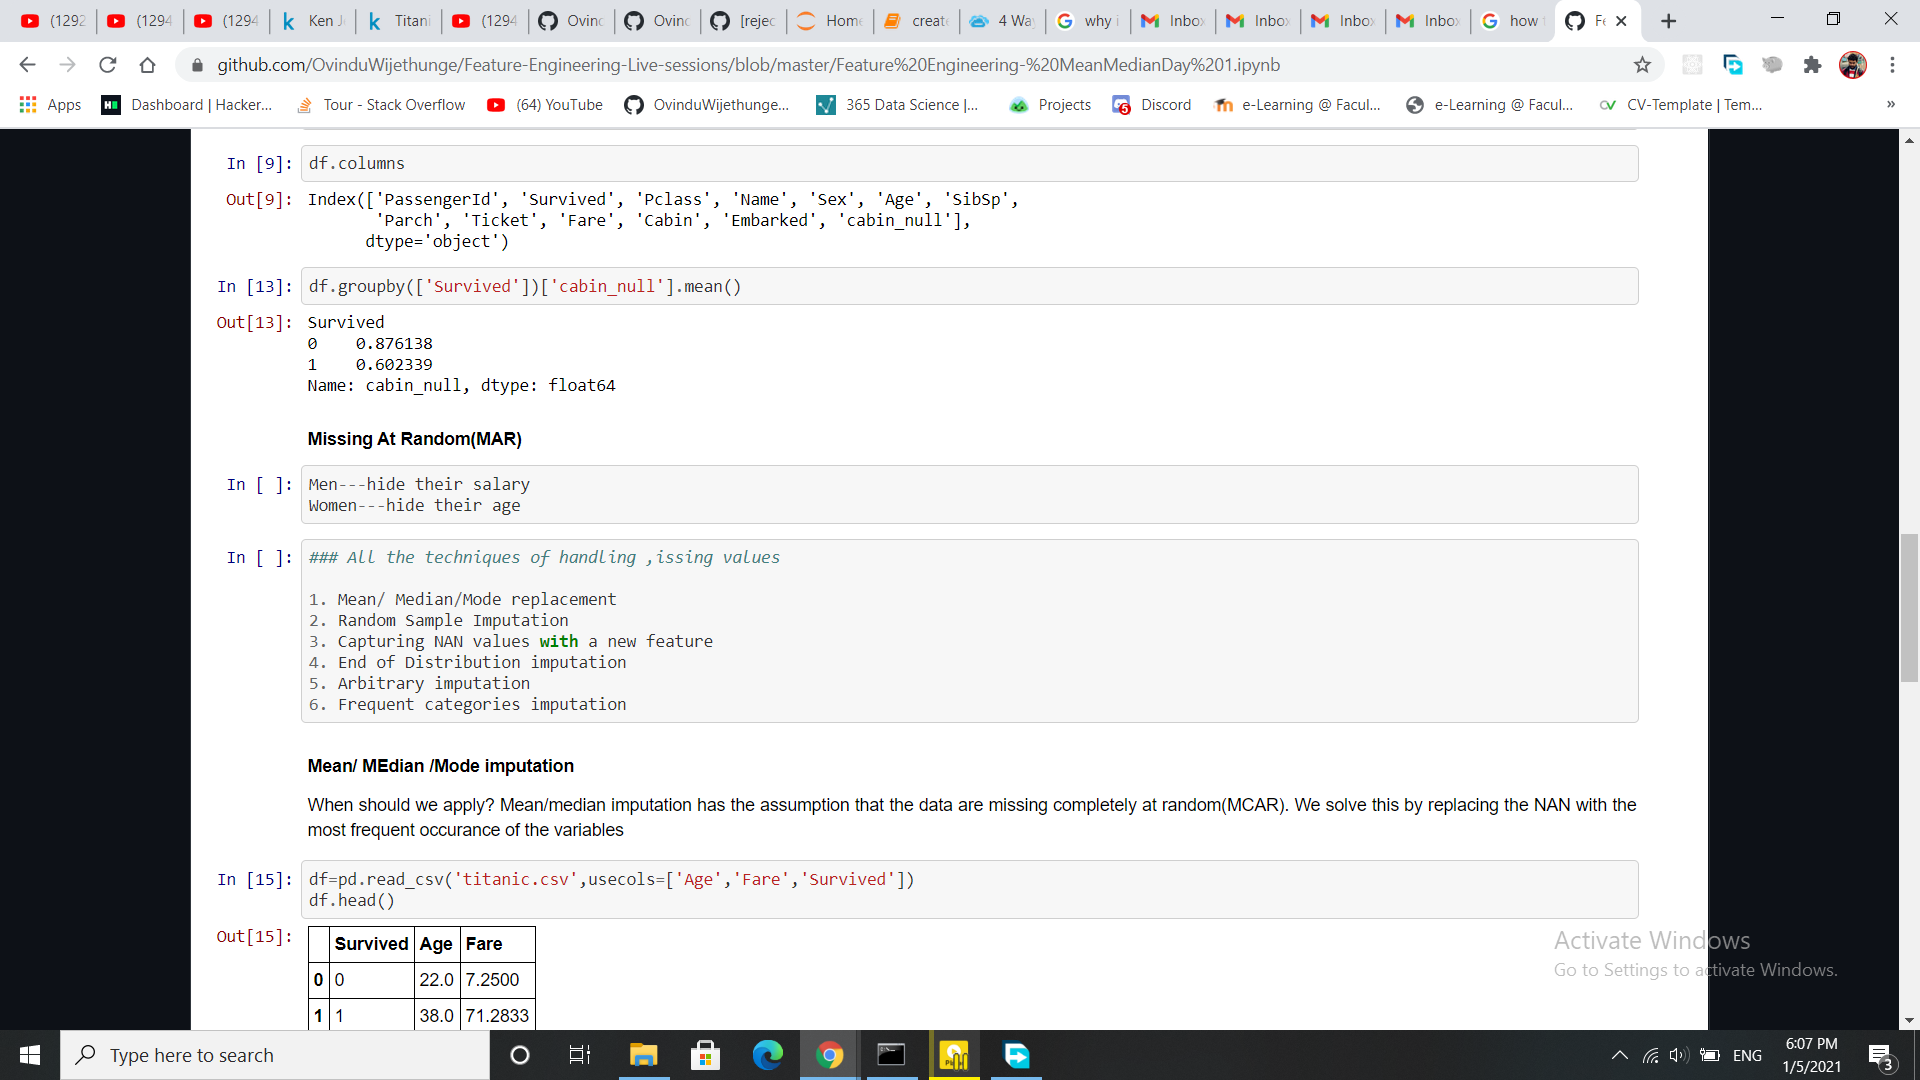 (1292
(1294
(1294
Ken J
Titani
(1294
Ovind
Ovind
[rejec
Home
create
4 Wa
why i
Inbox
Inbox
Inbox
Inbox
how t
Fe
github.com/OvinduWijethunge/Feature-Engineering-Live-sessions/blob/master/Feature%20Engineering-%20MeanMedianDay%201.ipynb
Apps
Dashboard | Hacker...
Tour - Stack Overflow
(64) YouTube
OvinduWijethunge...
365 Data Science |...
Projects
Discord
e-Learning @ Facul...
e-Learning @ Facul...
CV-Template | Tem...
»
In [9]: df.columns
Out[9]: Index(['PassengerId', 'Survived', 'Pclass', 'Name', 'Sex', 'Age', 'SibSp',
'Parch', 'Ticket', 'Fare', 'Cabin', 'Embarked', 'cabin_null'],
dtype='object')
In [13]: df.groupby(['Survived'])['cabin_null'].mean()
Out[13]: Survived
0 0.876138
1 0.602339
Name: cabin_null, dtype: float64
Missing At Random(MAR)
In [ ]: Men---hide their salary
Women---hide their age
In [ ]: ### All the techniques of handling ,issing values
1. Mean/ Median/Mode replacement
2. Random Sample Imputation
3. Capturing NAN values with a new feature
4. End of Distribution imputation
5. Arbitrary imputation
6. Frequent categories imputation
Mean/ MEdian /Mode imputation
When should we apply? Mean/median imputation has the assumption that the data are missing completely at random(MCAR). We solve this by replacing the NAN with the
most frequent occurance of the variables
In [15]: df=pd.read_csv('titanic.csv',usecols=['Age','Fare','Survived'])
df.head()
Out[15]:
Survived Age Fare
0 0 22.0 7.2500
1 1 38.0 71.2833
Activate Windows
Go to Settings to activate Windows.
Type here to search
ENG
6:07 PM
1/5/2021
3